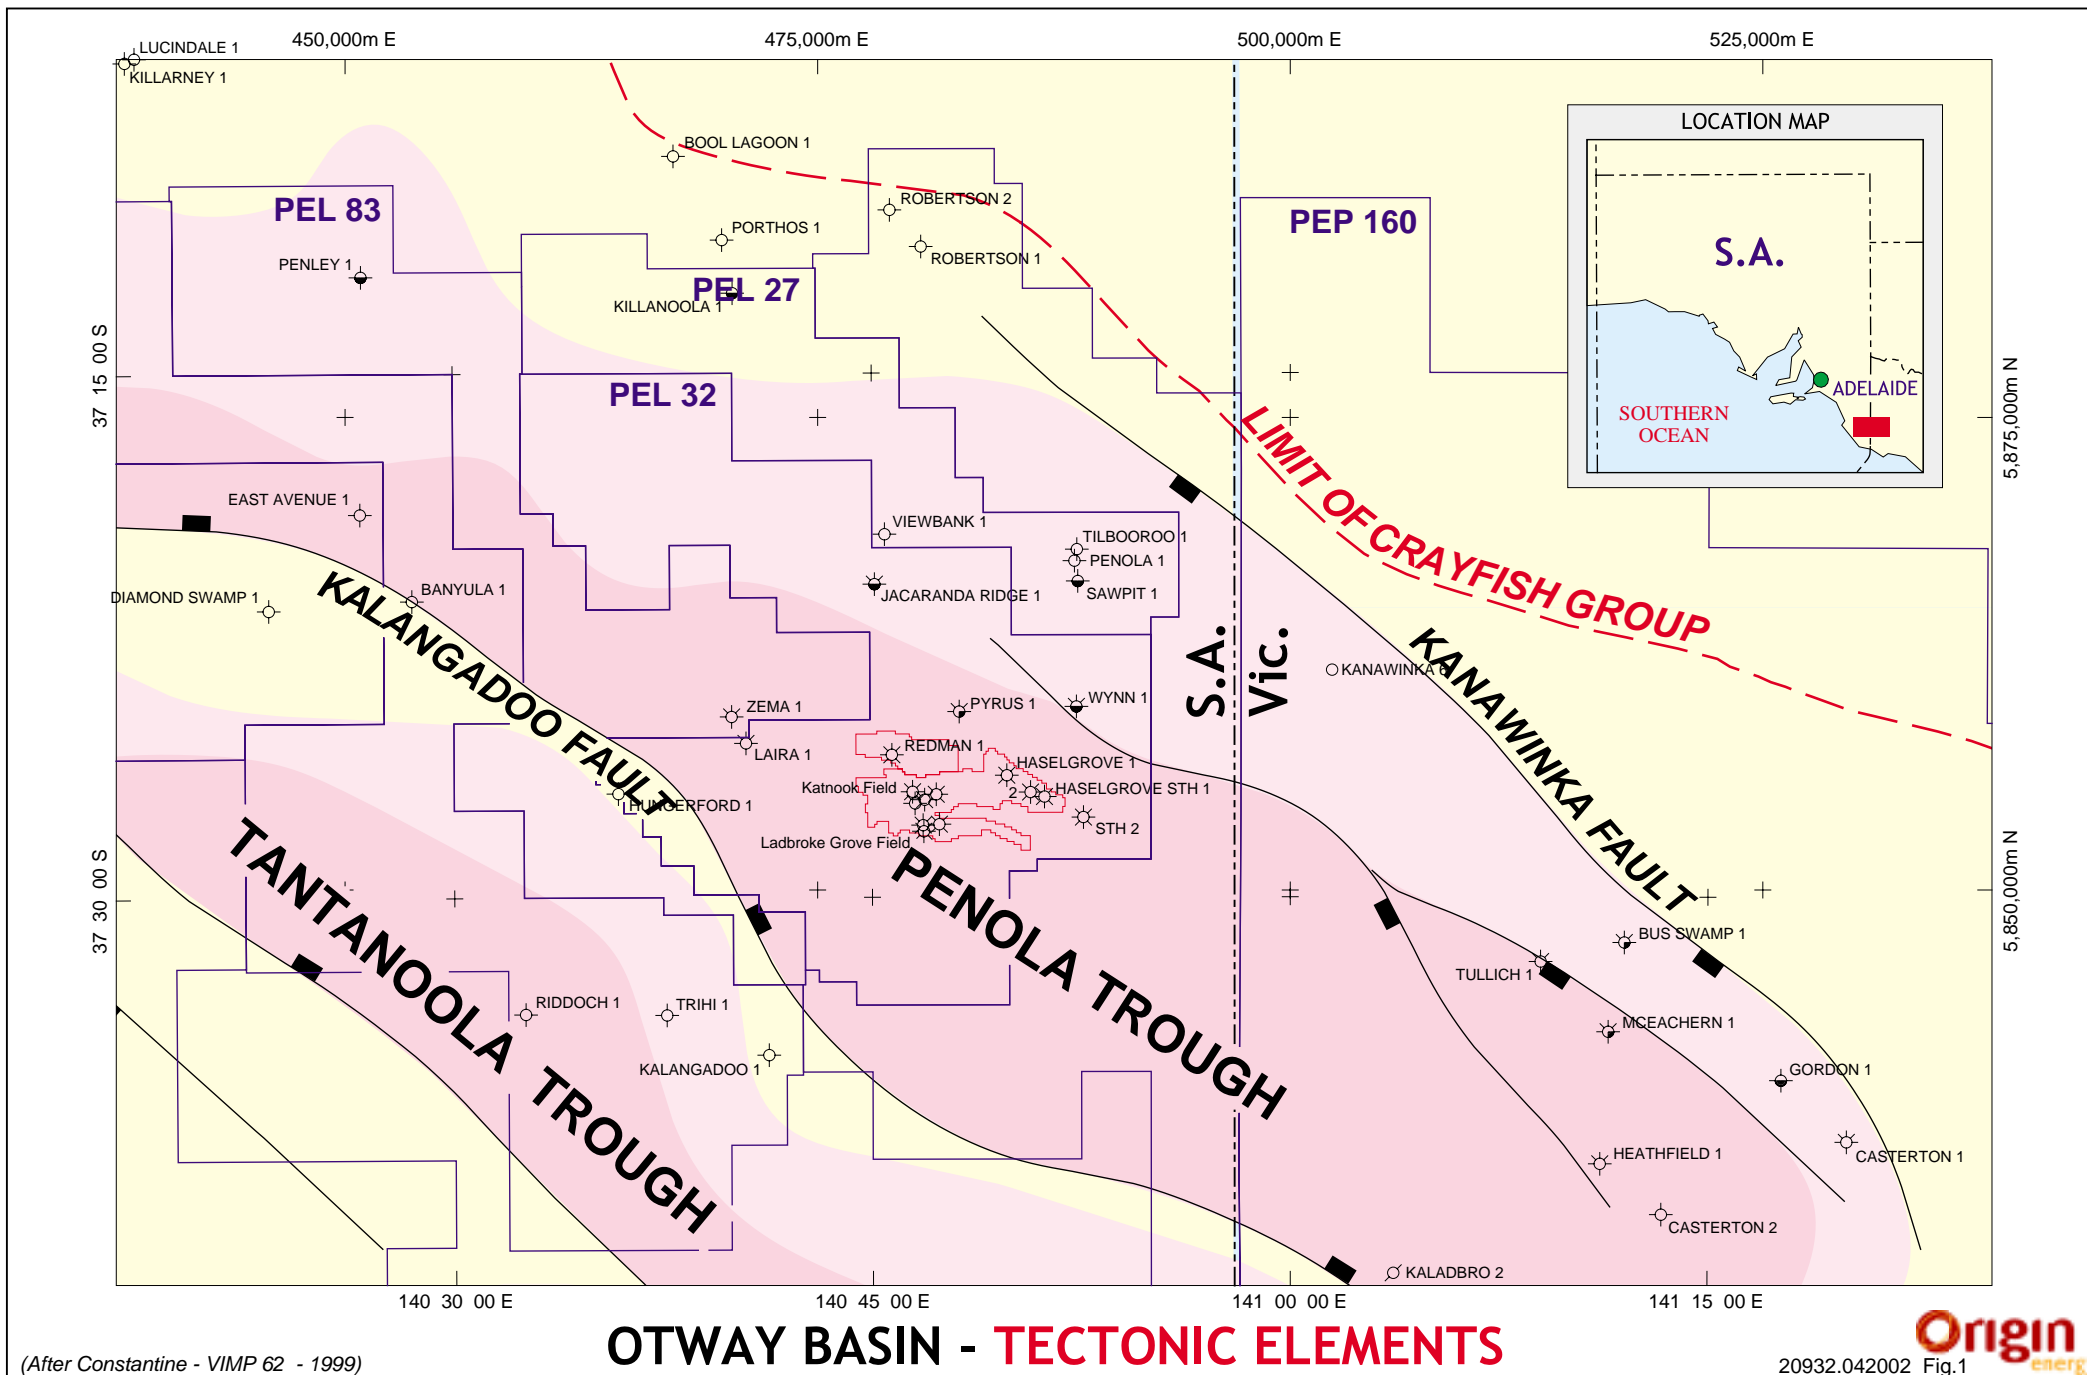 450,000m E
475,000m E
500,000m E
525,000m E
LUCINDALE 1
KILLARNEY 1
LOCATION MAP
BOOL LAGOON 1
S.A.
ADELAIDE
SOUTHERN
OCEAN
PEL 83
ROBERTSON 2
PEP 160
PORTHOS 1
ROBERTSON 1
PENLEY 1
PEL 27
KILLANOOLA 1
37 15 00 S
5,875,000m N
PEL 32
LIMIT OF CRAYFISH GROUP
EAST AVENUE 1
VIEWBANK 1
TILBOOROO 1
PENOLA 1
SAWPIT 1
JACARANDA RIDGE 1
BANYULA 1
DIAMOND SWAMP 1
KALANGADOO FAULT
S.A.
Vic.
KANAWINKA 6
KANAWINKA FAULT
ZEMA 1
PYRUS 1
WYNN 1
LAIRA 1
REDMAN 1
HASELGROVE 1
Katnook Field
2
HASELGROVE STH 1
HUNGERFORD 1
STH 2
Ladbroke Grove Field
37 30 00 S
5,850,000m N
TANTANOOLA TROUGH
PENOLA TROUGH
BUS SWAMP 1
TULLICH 1
RIDDOCH 1
TRIHI 1
MCEACHERN 1
KALANGADOO 1
GORDON 1
HEATHFIELD 1
CASTERTON 1
CASTERTON 2
KALADBRO 2
140 30 00 E
140 45 00 E
141 00 00 E
141 15 00 E
OTWAY BASIN - TECTONIC ELEMENTS
(After Constantine - VIMP 62 - 1999)
Origin
energy
20932.042002 Fig.1